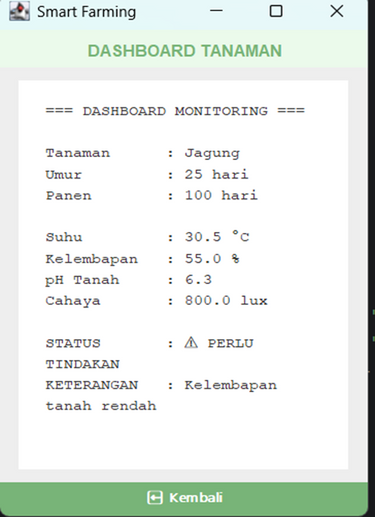 Smart Farming
DASHBOARD TANAMAN
=== DASHBOARD MONITORING ===
Tanaman : Jagung
Umur : 25 hari
Panen : 100 hari
Suhu : 30.5 °C
Kelembapan : 55.0 %
pH Tanah : 6.3
Cahaya : 800.0 lux
STATUS : ⚠ PERLU
TINDAKAN
KETERANGAN : Kelembapan
tanah rendah
Kembali